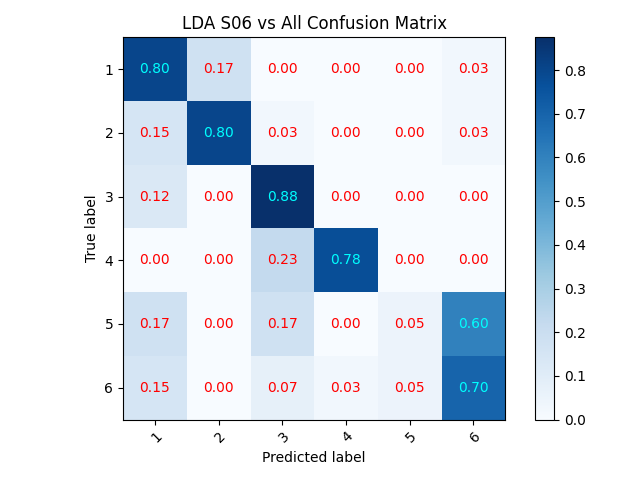 LDA S06 vs All Confusion Matrix
1 0.80 0.17 0.00 0.00 0.00 0.03
2 0.15 0.80 0.03 0.00 0.00 0.03
3 0.12 0.00 0.88 0.00 0.00 0.00
4 0.00 0.00 0.23 0.78 0.00 0.00
5 0.17 0.00 0.17 0.00 0.05 0.60
6 0.15 0.00 0.07 0.03 0.05 0.70
1 2 3 4 5 6
True label
Predicted label
0.8
0.7
0.6
0.5
0.4
0.3
0.2
0.1
0.0